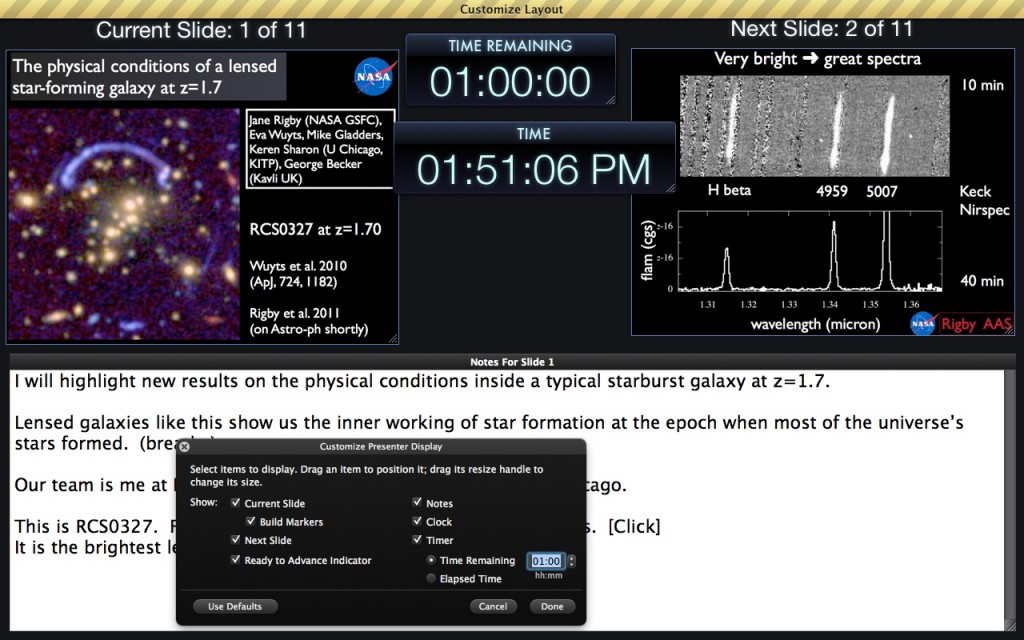 Customize Layout
Current Slide: 1 of 11
The physical conditions of a lensed
star-forming galaxy at z=1.7
NASA
Jane Rigby (NASA GSFC),
Eva Wuyts, Mike Gladders,
Keren Sharon (U Chicago,
KITP), George Becker
(Kavli UK)
RCS0327 at z=1.70
Wuyts et al. 2010
(ApJ, 724, 1182)
Rigby et al. 2011
(on Astro-ph shortly)
TIME REMAINING
01:00:00
TIME
01:51:06 PM
Next Slide: 2 of 11
Very bright ➔ great spectra
10 min
H beta 4959 5007
Keck
Nirspec
flam (cgs)
e-16
e-16
0
40 min
1.31 1.32 1.33 1.34 1.35 1.36
wavelength (micron)
NASA Rigby AAS
Notes For Slide 1
I will highlight new results on the physical conditions inside a typical starburst galaxy at z=1.7.
Lensed galaxies like this show us the inner working of star formation at the epoch when most of the universe's
stars formed. (brea
Our team is me at cago.
This is RCS0327. s. [Click]
It is the brightest le
Customize Presenter Display
Select items to display. Drag an item to position it; drag its resize handle to
change its size.
Show:
Current Slide
Build Markers
Next Slide
Ready to Advance Indicator
Notes
Clock
Timer
Time Remaining 01:00
hh:mm
Elapsed Time
Use Defaults
Cancel
Done